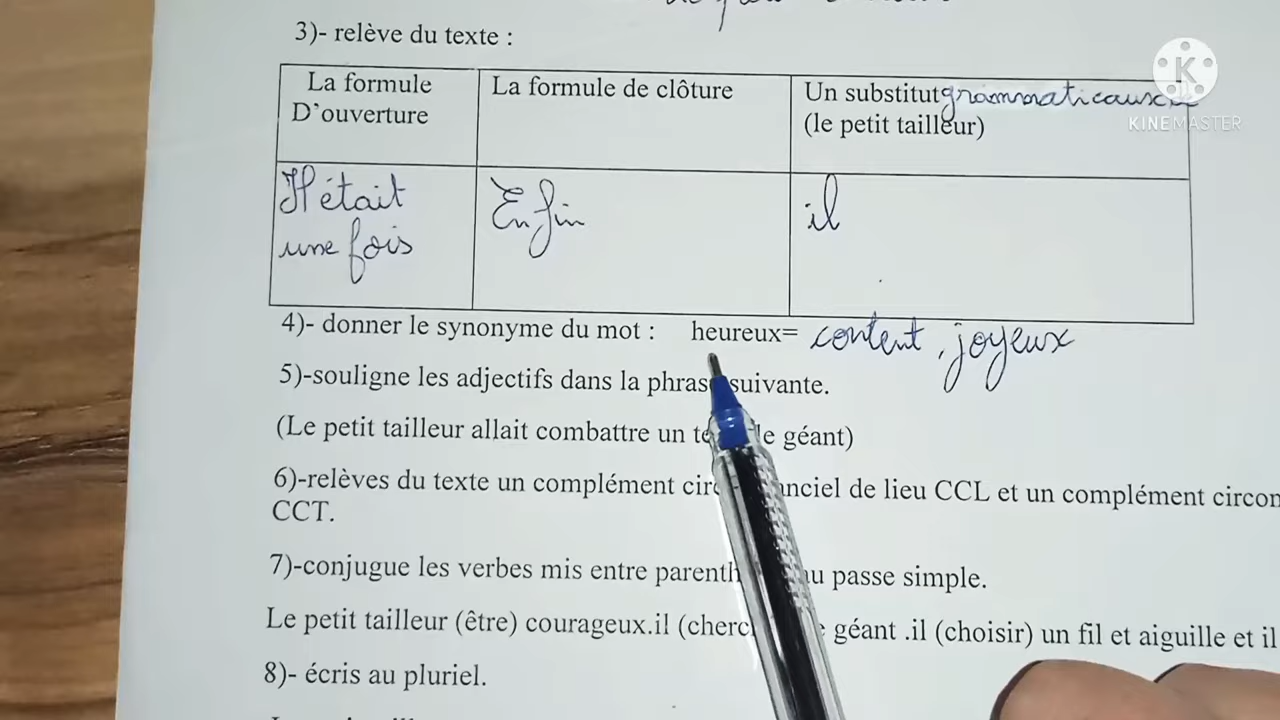 3)- relève du texte :
La formule
D'ouverture
La formule de clôture
Un substitut grammaticaux
(le petit tailleur)
KINEMASTER
Il était
une fois
Enfin
il
4)- donner le synonyme du mot : heureux= content, joyeux
5)-souligne les adjectifs dans la phrase suivante.
(Le petit tailleur allait combattre un te le géant)
6)-relèves du texte un complément circ nciel de lieu CCL et un complément circon
CCT.
7)-conjugue les verbes mis entre parenth u passe simple.
Le petit tailleur (être) courageux.il (cherc géant .il (choisir) un fil et aiguille et il
8)- écris au pluriel.